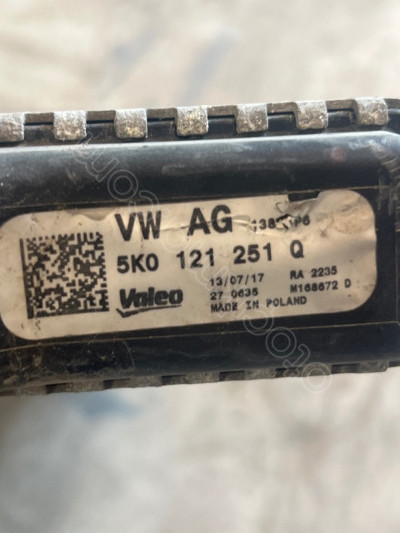 VW AG
5K0 121 251 Q
Valeo
13/07/17 RA 2235
27 0635 M168672 D
MADE IN POLAND